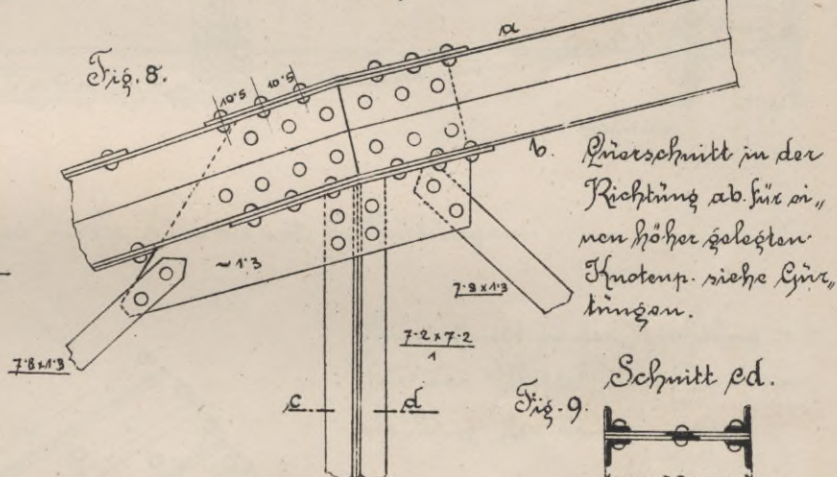 Fig. 8.
10·5 10·5
a
b.
Querschnitt in der
Richtung ab. für ei„
nen höher gelegten
Knotenp. siehe Gur„
tungen.
~ 1·3
7·8 x 1·3
7·8 x 1·3
7·2 x 7·2
1
c d
Fig. 9.
Schnitt cd.